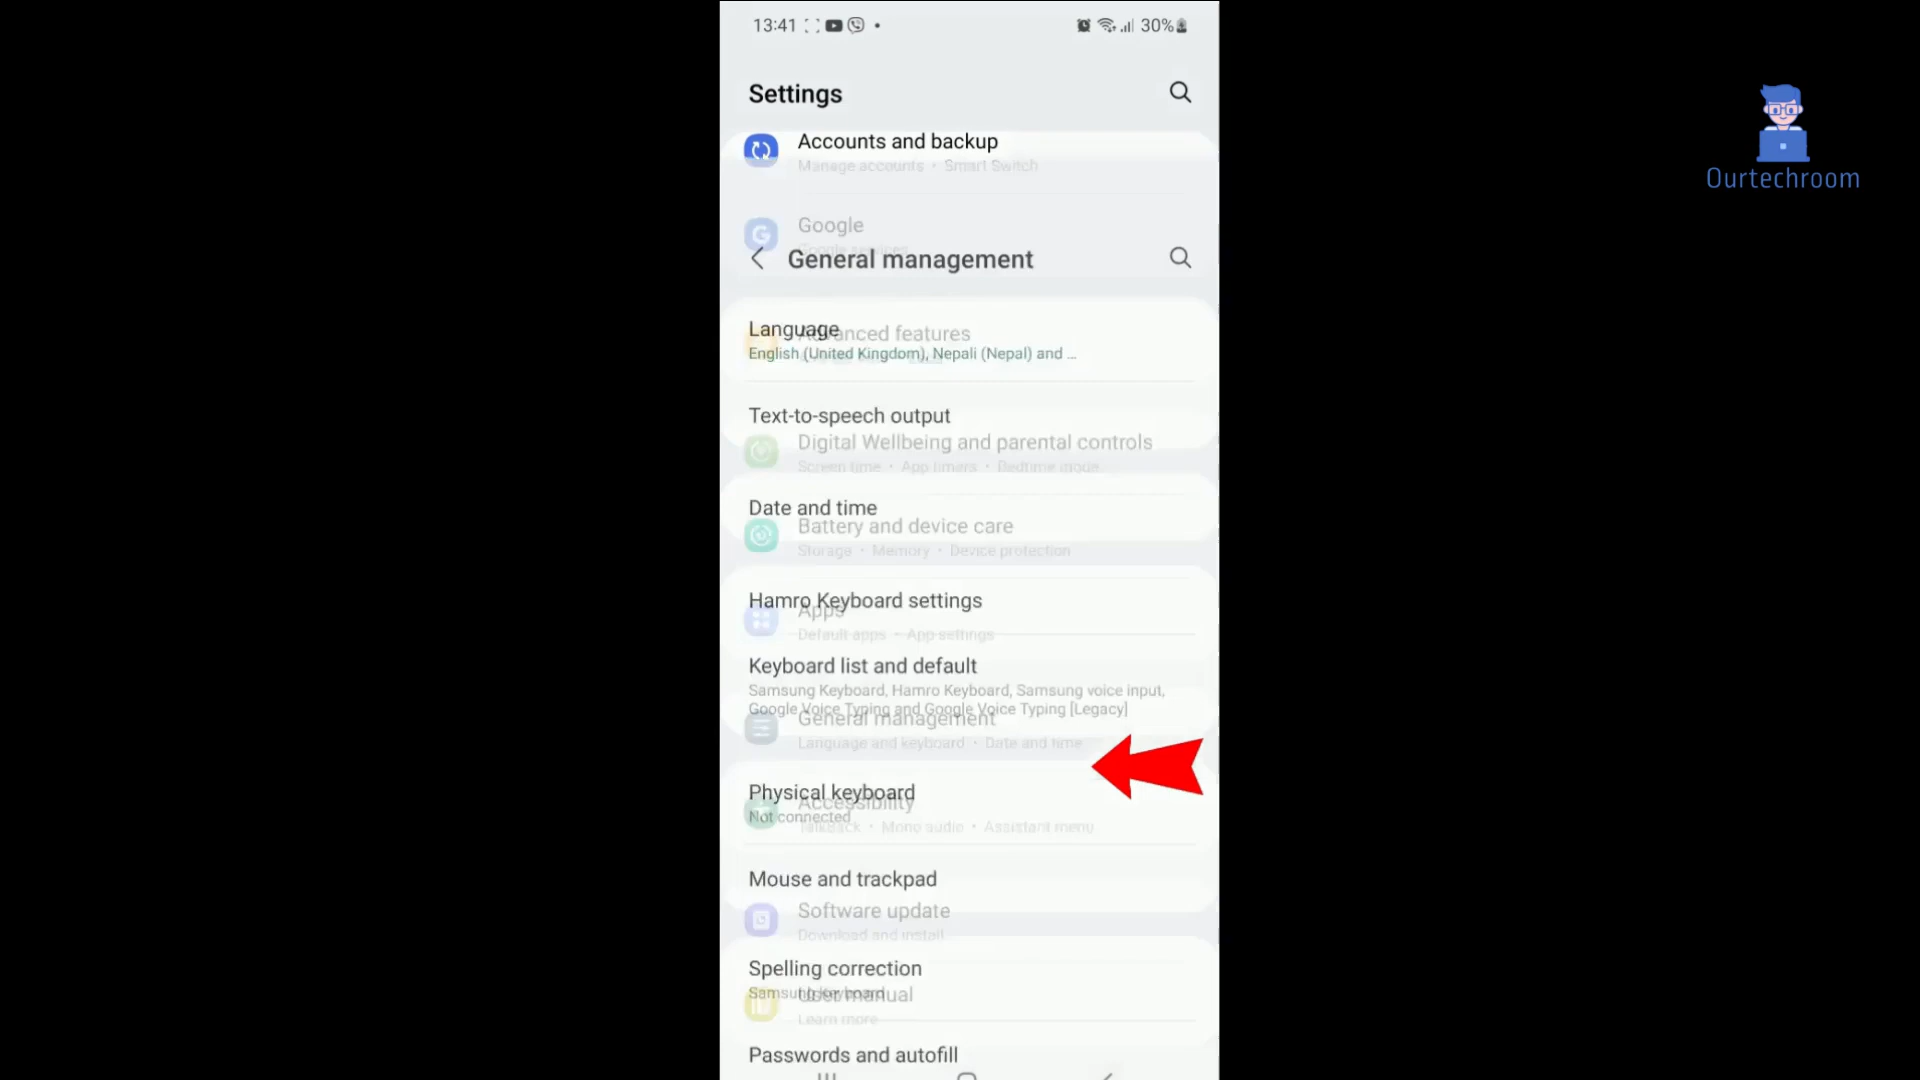 13:41
30%
Settings
Accounts and backup
Manage accounts • Smart Switch
Google
Google services
General management
Language
Advanced features
English (United Kingdom), Nepali (Nepal) and ...
Text-to-speech output
Digital Wellbeing and parental controls
Screen time • App timers • Bedtime mode
Date and time
Battery and device care
Storage • Memory • Device protection
Hamro Keyboard settings
Apps
Default apps • App settings
Keyboard list and default
Samsung Keyboard, Hamro Keyboard, Samsung voice input,
Google Voice Typing and Google Voice Typing [Legacy]
General management
Language and keyboard • Date and time
Physical keyboard
Accessibility
Not connected
TalkBack • Mono audio • Assistant menu
Mouse and trackpad
Software update
Download and install
Spelling correction
Samsung Keyboard
User manual
Learn more
Passwords and autofill
Ourtechroom